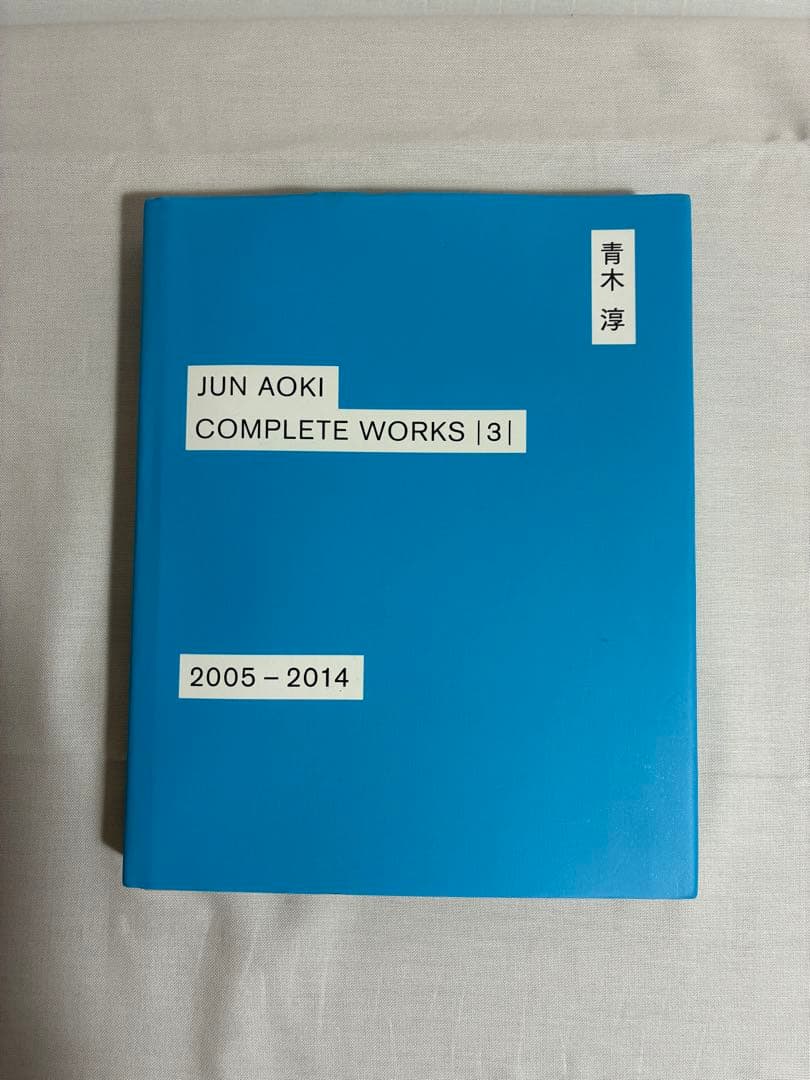 青木 淳
JUN AOKI
COMPLETE WORKS |3|
2005 – 2014